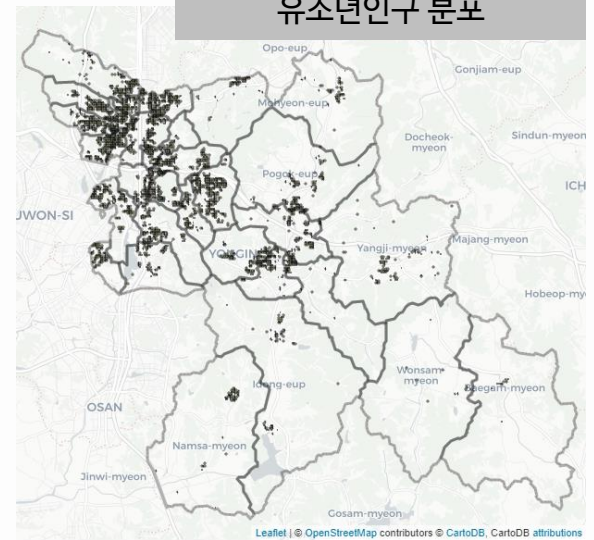 유소년인구 분포
Opo-eup
Gonjiam-eup
Mohyeon-eup
Docheok-
myeon
Sindun-myeon
Pogok-eup
ICH
UWON-SI
Majang-myeon
YONGIN
Yangji-myeon
Hobeop-my
Wonsam-
myeon
Baegam-myeon
Idong-eup
OSAN
Namsa-myeon
Jinwi-myeon
Gosam-myeon
Leaflet | © OpenStreetMap contributors © CartoDB, CartoDB attributions